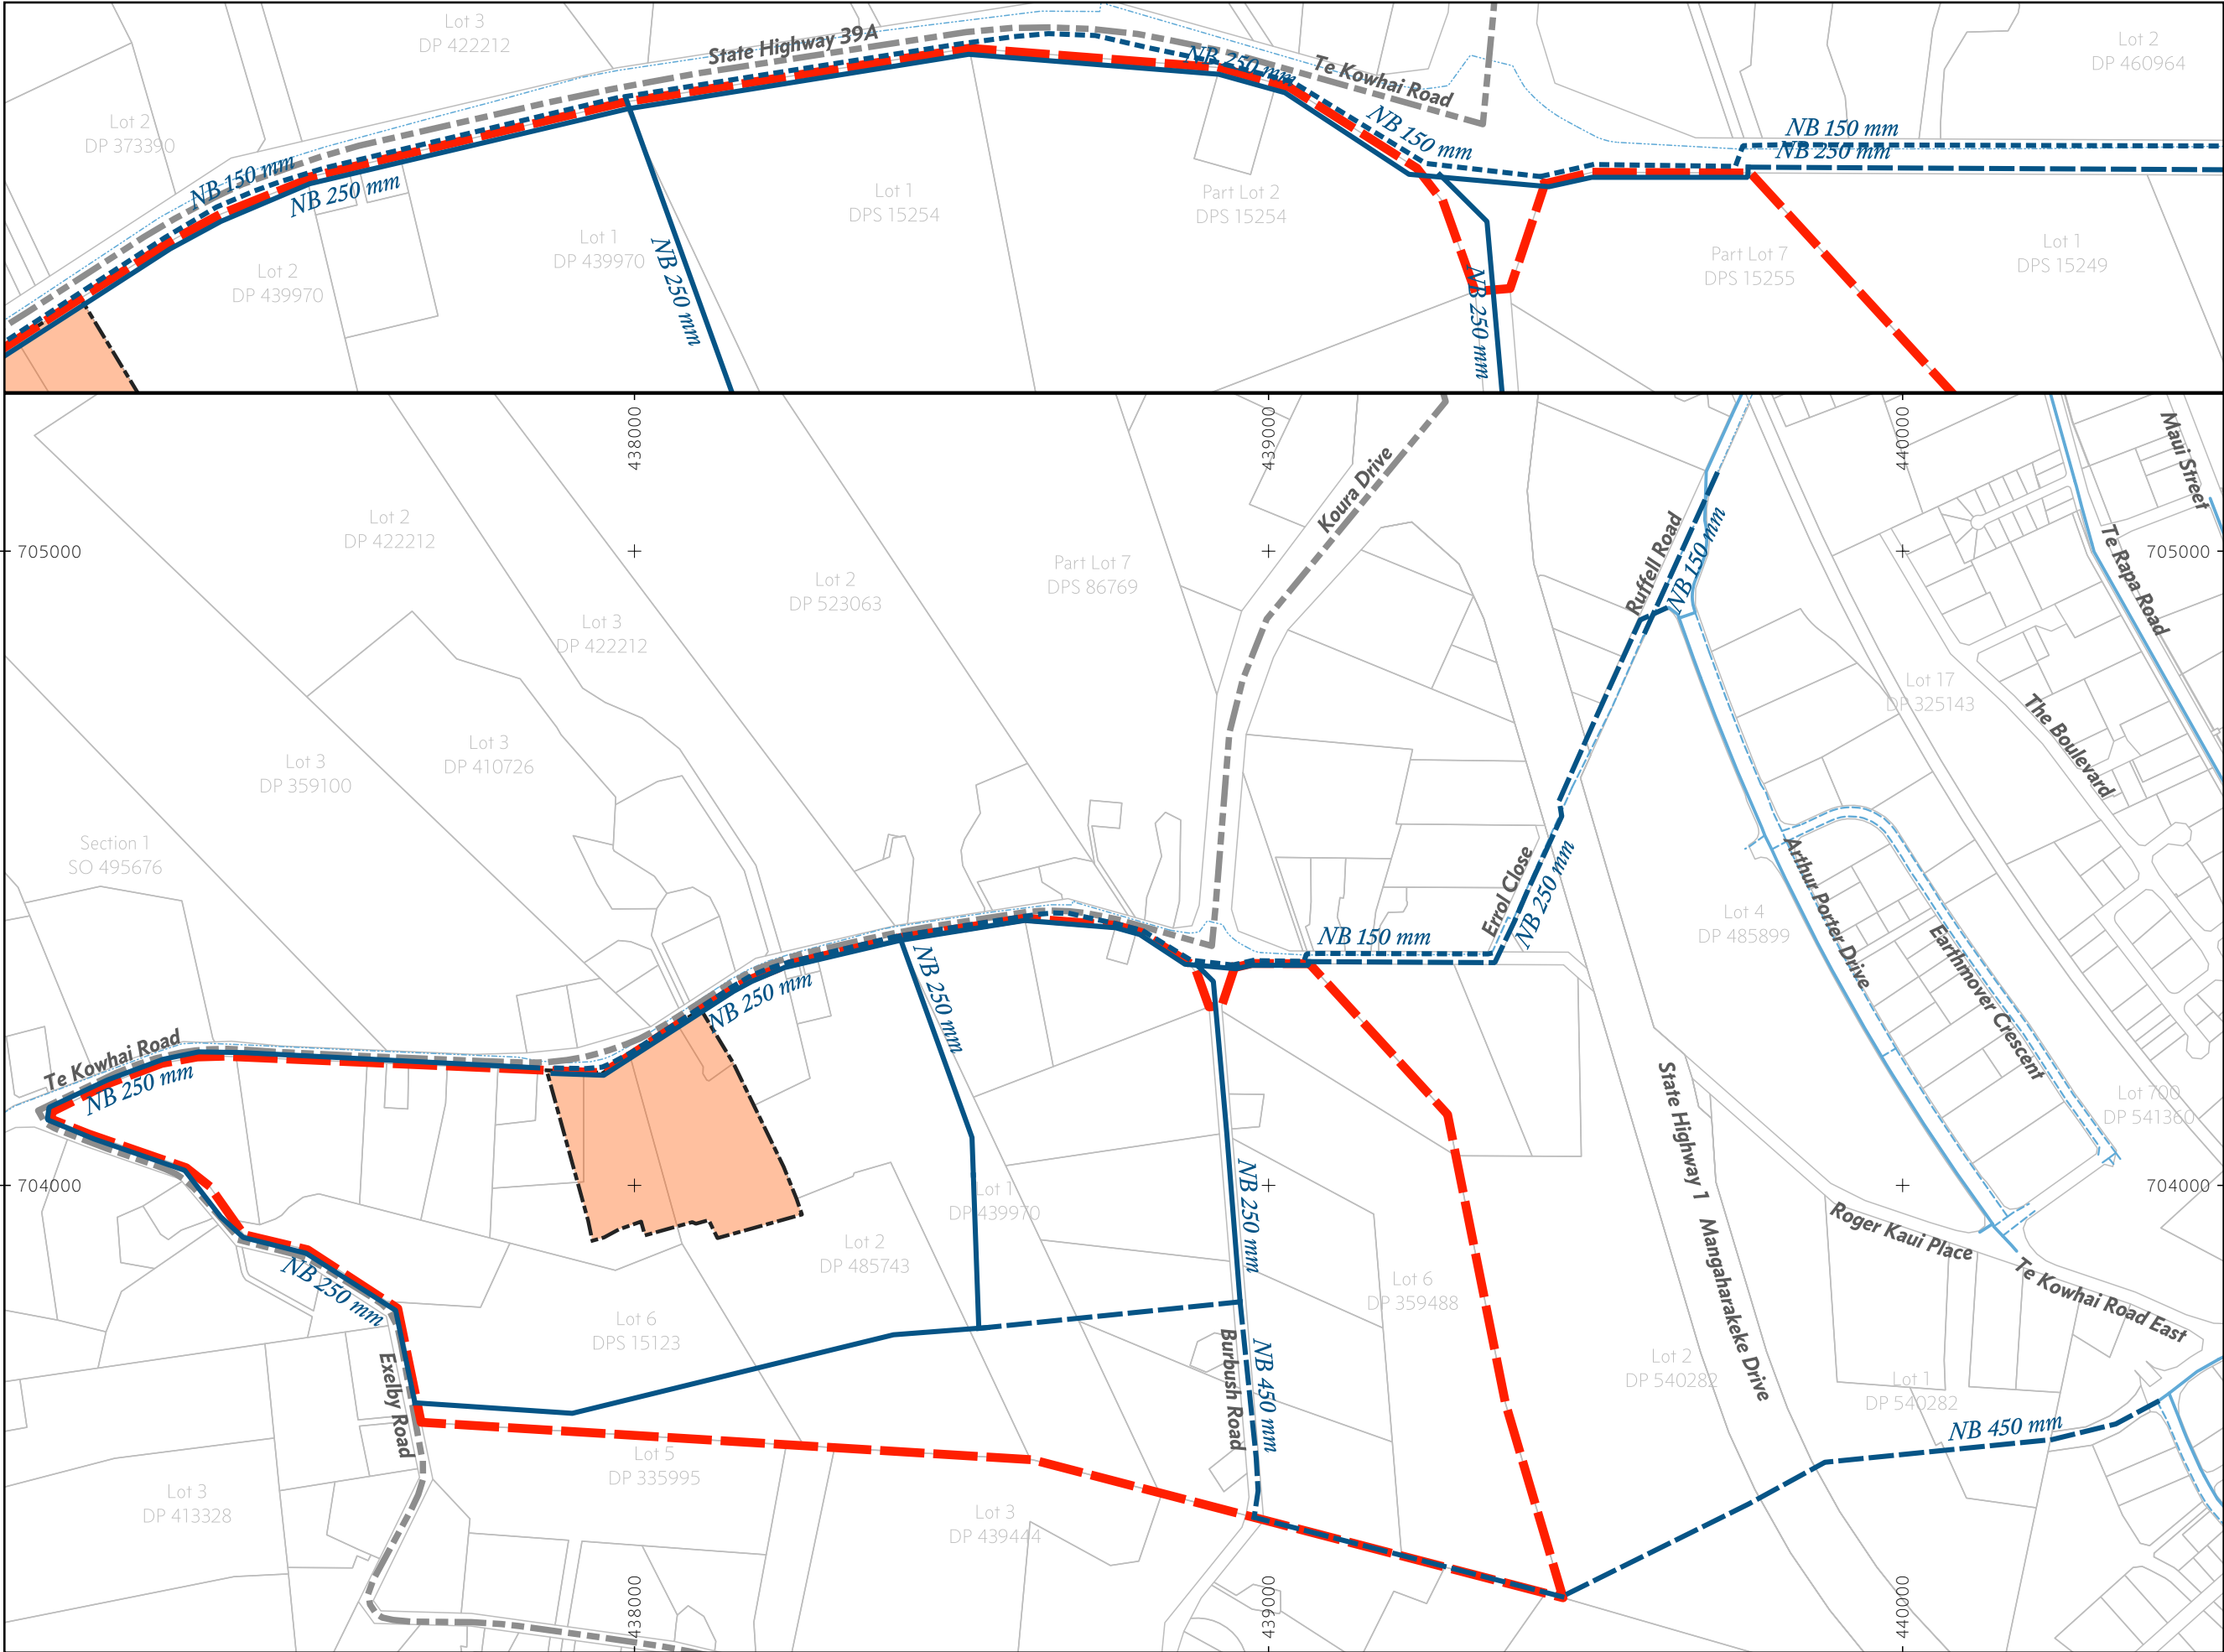 Lot 3
DP 422212
State Highway 39A
NB 250 mm
Te Kowhai Road
Lot 2
DP 460964
Lot 2
DP 373390
NB 150 mm
NB 150 mm
NB 250 mm
NB 150 mm
NB 250 mm
Lot 1
DPS 15254
Part Lot 2
DPS 15254
Lot 2
DP 439970
Lot 1
DP 439970
NB 250 mm
NB 250 mm
Part Lot 7
DPS 15255
Lot 1
DPS 15249
438000
439000
440000
Maui Street
Koura Drive
705000
Lot 2
DP 422212
Lot 3
DP 422212
Lot 2
DP 523063
Part Lot 7
DPS 86769
Ruffell Road
NB 150 mm
Te Rapa Road
705000
Lot 3
DP 359100
Lot 3
DP 410726
Lot 17
DP 325143
The Boulevard
Section 1
SO 495676
Errol Close
NB 250 mm
NB 150 mm
Lot 4
DP 485899
Arthur Porter Drive
Earthmover Crescent
Te Kowhai Road
NB 250 mm
NB 250 mm
NB 250 mm
Lot 700
DP 541360
704000
Lot 1
DP 439970
NB 250 mm
State Highway 1
Mangaharakeke Drive
704000
Roger Kaui Place
Te Kowhai Road East
NB 250 mm
Lot 2
DP 485743
Lot 6
DP 359488
Lot 6
DPS 15123
Exelby Road
Burbush Road
NB 450 mm
Lot 2
DP 540282
Lot 1
DP 540282
NB 450 mm
Lot 5
DP 335995
Lot 3
DP 413328
Lot 3
DP 439444
438000
439000
440000